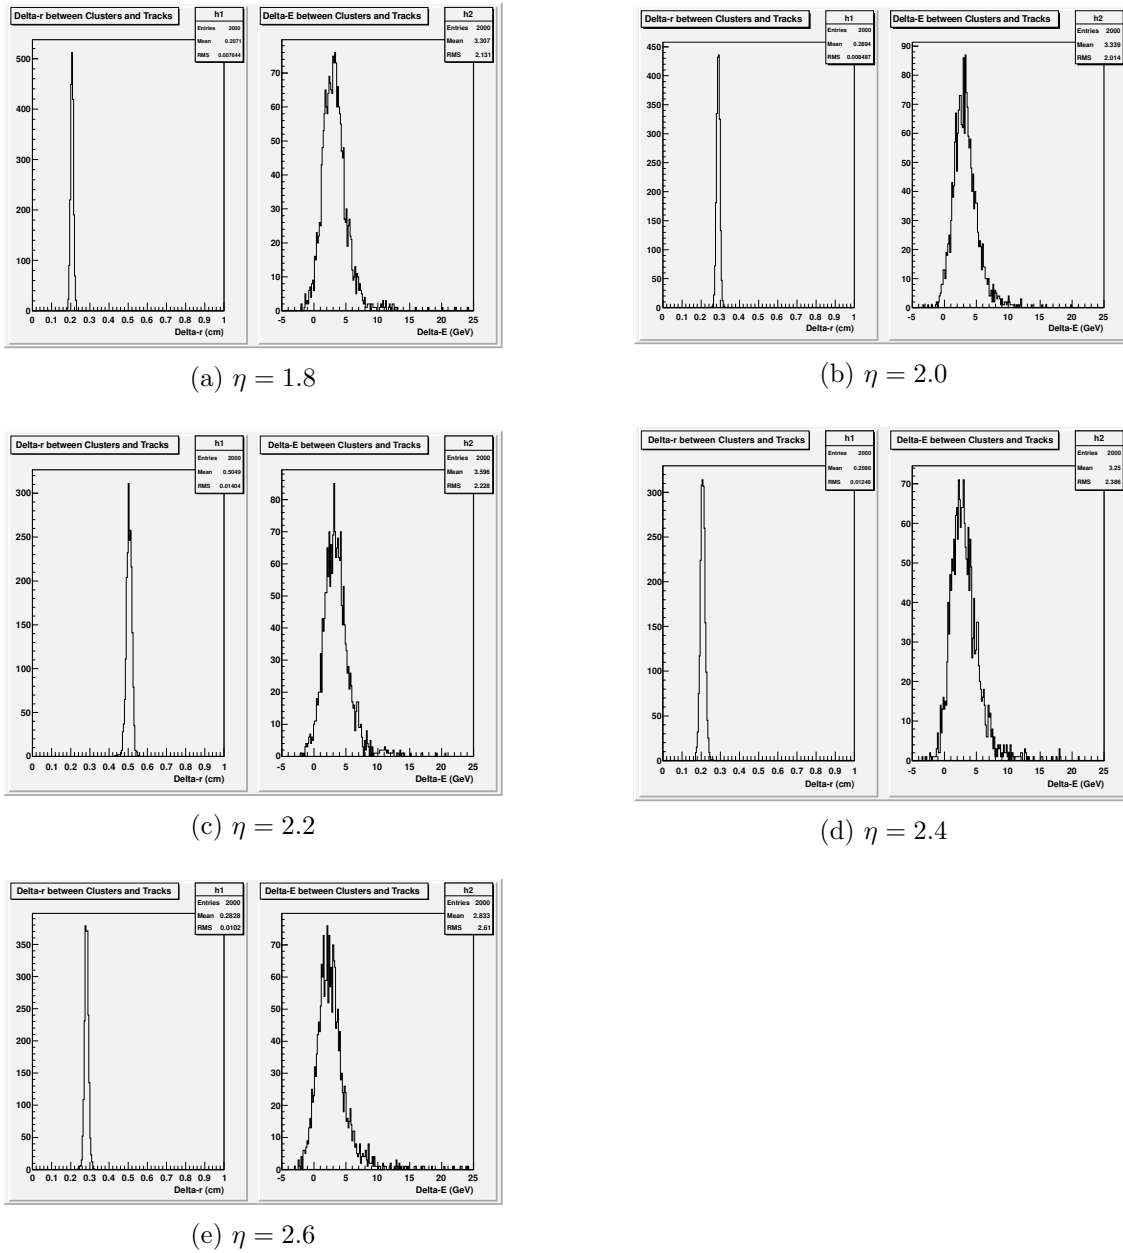 Delta-r between Clusters and Tracks
h1
Entries 2000
Mean 0.2071
RMS 0.007644
500
400
300
200
100
0
0 0.1 0.2 0.3 0.4 0.5 0.6 0.7 0.8 0.9 1
Delta-r (cm)
Delta-E between Clusters and Tracks
h2
Entries 2000
Mean 3.307
RMS 2.131
70
60
50
40
30
20
10
0
-5 0 5 10 15 20 25
Delta-E (GeV)
(a) η = 1.8
Delta-r between Clusters and Tracks
h1
Entries 2000
Mean 0.2894
RMS 0.008487
450
400
350
300
250
200
150
100
50
0
0 0.1 0.2 0.3 0.4 0.5 0.6 0.7 0.8 0.9 1
Delta-r (cm)
Delta-E between Clusters and Tracks
h2
Entries 2000
Mean 3.339
RMS 2.014
90
80
70
60
50
40
30
20
10
0
-5 0 5 10 15 20 25
Delta-E (GeV)
(b) η = 2.0
Delta-r between Clusters and Tracks
h1
Entries 2000
Mean 0.5049
RMS 0.01404
300
250
200
150
100
50
0
0 0.1 0.2 0.3 0.4 0.5 0.6 0.7 0.8 0.9 1
Delta-r (cm)
Delta-E between Clusters and Tracks
h2
Entries 2000
Mean 3.596
RMS 2.228
80
70
60
50
40
30
20
10
0
-5 0 5 10 15 20 25
Delta-E (GeV)
(c) η = 2.2
Delta-r between Clusters and Tracks
h1
Entries 2000
Mean 0.2086
RMS 0.01246
300
250
200
150
100
50
0
0 0.1 0.2 0.3 0.4 0.5 0.6 0.7 0.8 0.9 1
Delta-r (cm)
Delta-E between Clusters and Tracks
h2
Entries 2000
Mean 3.25
RMS 2.386
70
60
50
40
30
20
10
0
-5 0 5 10 15 20 25
Delta-E (GeV)
(d) η = 2.4
Delta-r between Clusters and Tracks
h1
Entries 2000
Mean 0.2828
RMS 0.0102
350
300
250
200
150
100
50
0
0 0.1 0.2 0.3 0.4 0.5 0.6 0.7 0.8 0.9 1
Delta-r (cm)
Delta-E between Clusters and Tracks
h2
Entries 2000
Mean 2.833
RMS 2.61
70
60
50
40
30
20
10
0
-5 0 5 10 15 20 25
Delta-E (GeV)
(e) η = 2.6